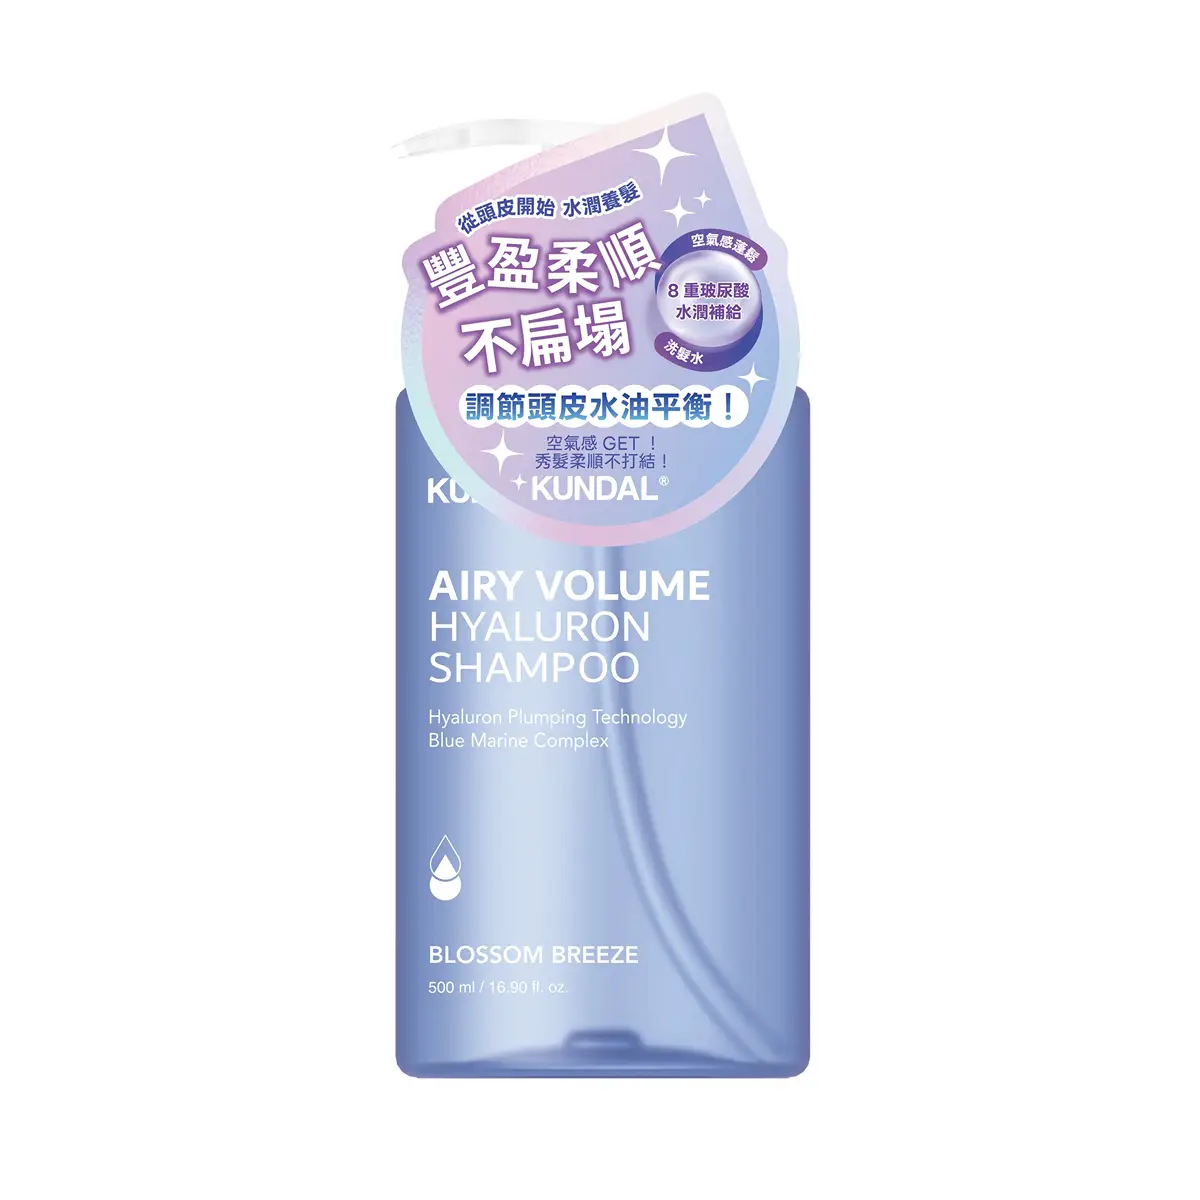 從頭皮開始 水潤養髮
豐盈柔順
不扁塌
空氣感蓬鬆
8 重玻尿酸
水潤補給
洗髮水
調節頭皮水油平衡！
空氣感 GET ！
秀髮柔順不打結！
KUNDAL®
AIRY VOLUME
HYALURON
SHAMPOO
Hyaluron Plumping Technology
Blue Marine Complex
BLOSSOM BREEZE
500 ml / 16.90 fl. oz.